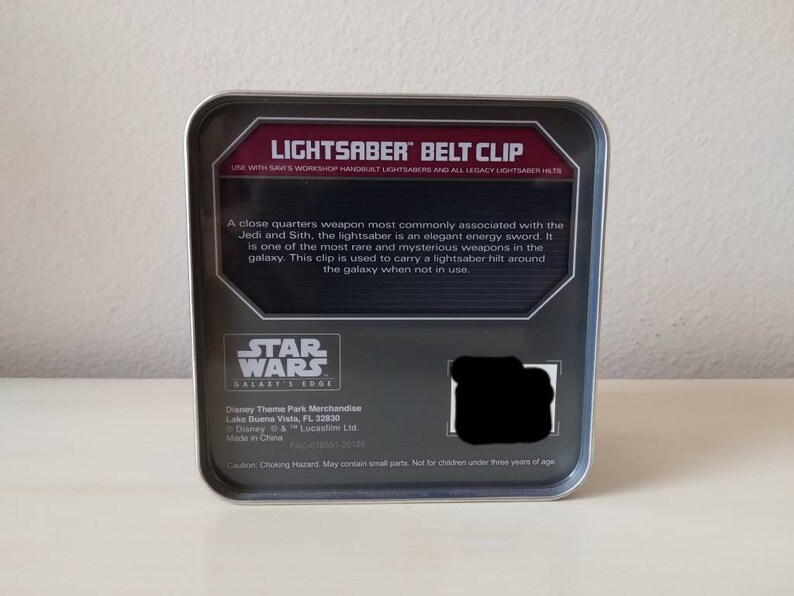 LIGHTSABER™ BELT CLIP
USE WITH SAVI'S WORKSHOP HANDBUILT LIGHTSABERS AND ALL LEGACY LIGHTSABER HILTS
A close quarters weapon most commonly associated with the
Jedi and Sith, the lightsaber is an elegant energy sword. It
is one of the most rare and mysterious weapons in the
galaxy. This clip is used to carry a lightsaber hilt around
the galaxy when not in use.
STAR
WARS
GALAXY'S EDGE
Disney Theme Park Merchandise
Lake Buena Vista, FL 32830
© Disney © & ™ Lucasfilm Ltd.
Made in China
FAC-018591-20126
Caution: Choking Hazard. May contain small parts. Not for children under three years of age.